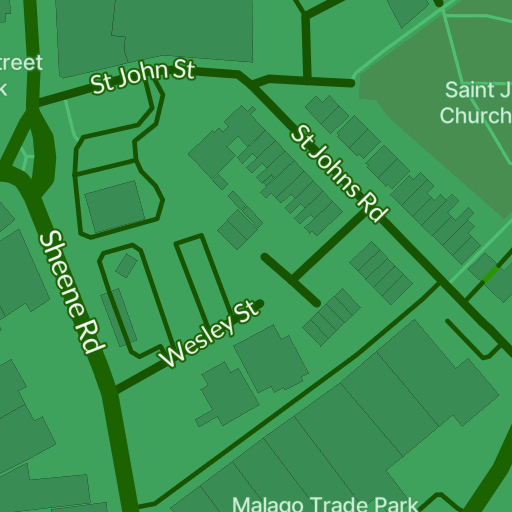 treet
k
St John St
Saint J
Church
St Johns Rd
Sheene Rd
Wesley St
Malago Trade Park